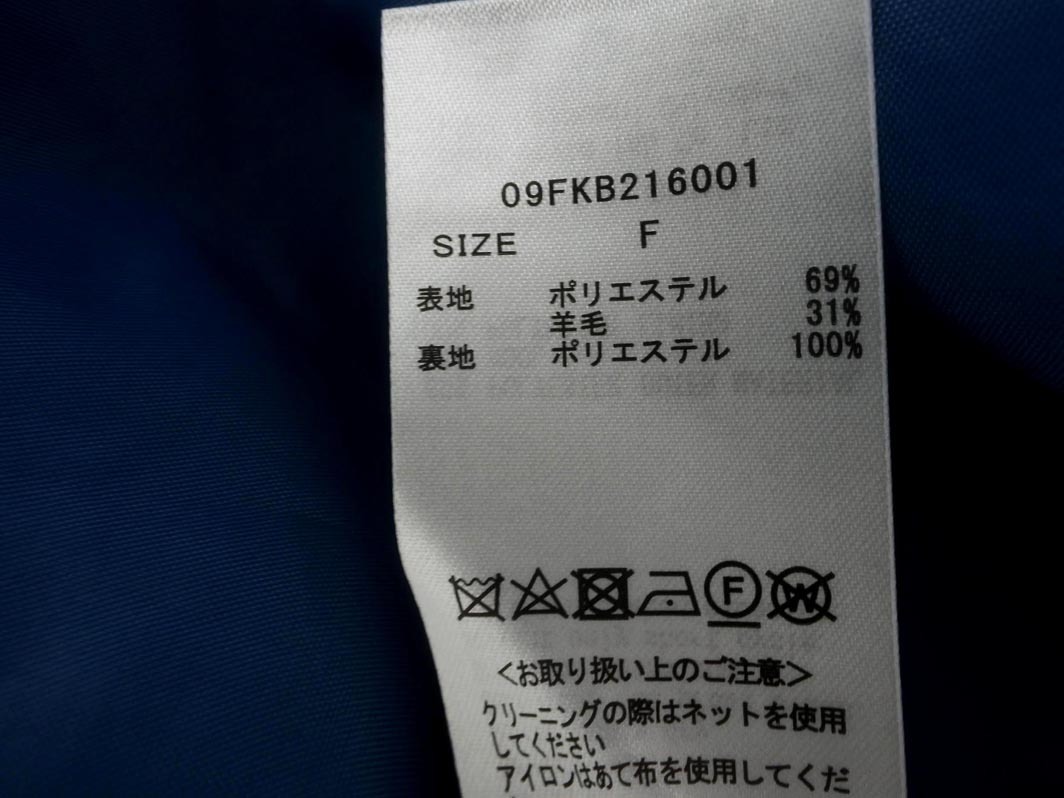 09FKB216001
SIZE F
表地 ポリエステル 69%
羊毛 31%
裏地 ポリエステル 100%
F W
<お取り扱い上のご注意>
クリーニングの際はネットを使用
してください
アイロンはあて布を使用してくだ